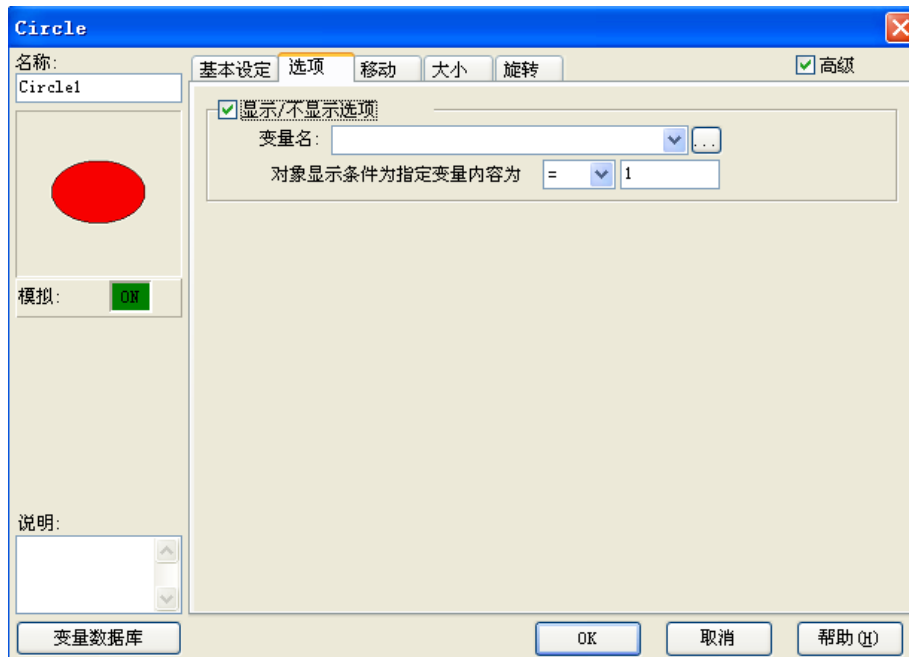 Circle
名称:
Circle1
基本设定 选项 移动 大小 旋转
高级
显示/不显示选项
变量名:
...
对象显示条件为指定变量内容为 = 1
模拟: ON
说明:
变量数据库
OK 取消 帮助(H)